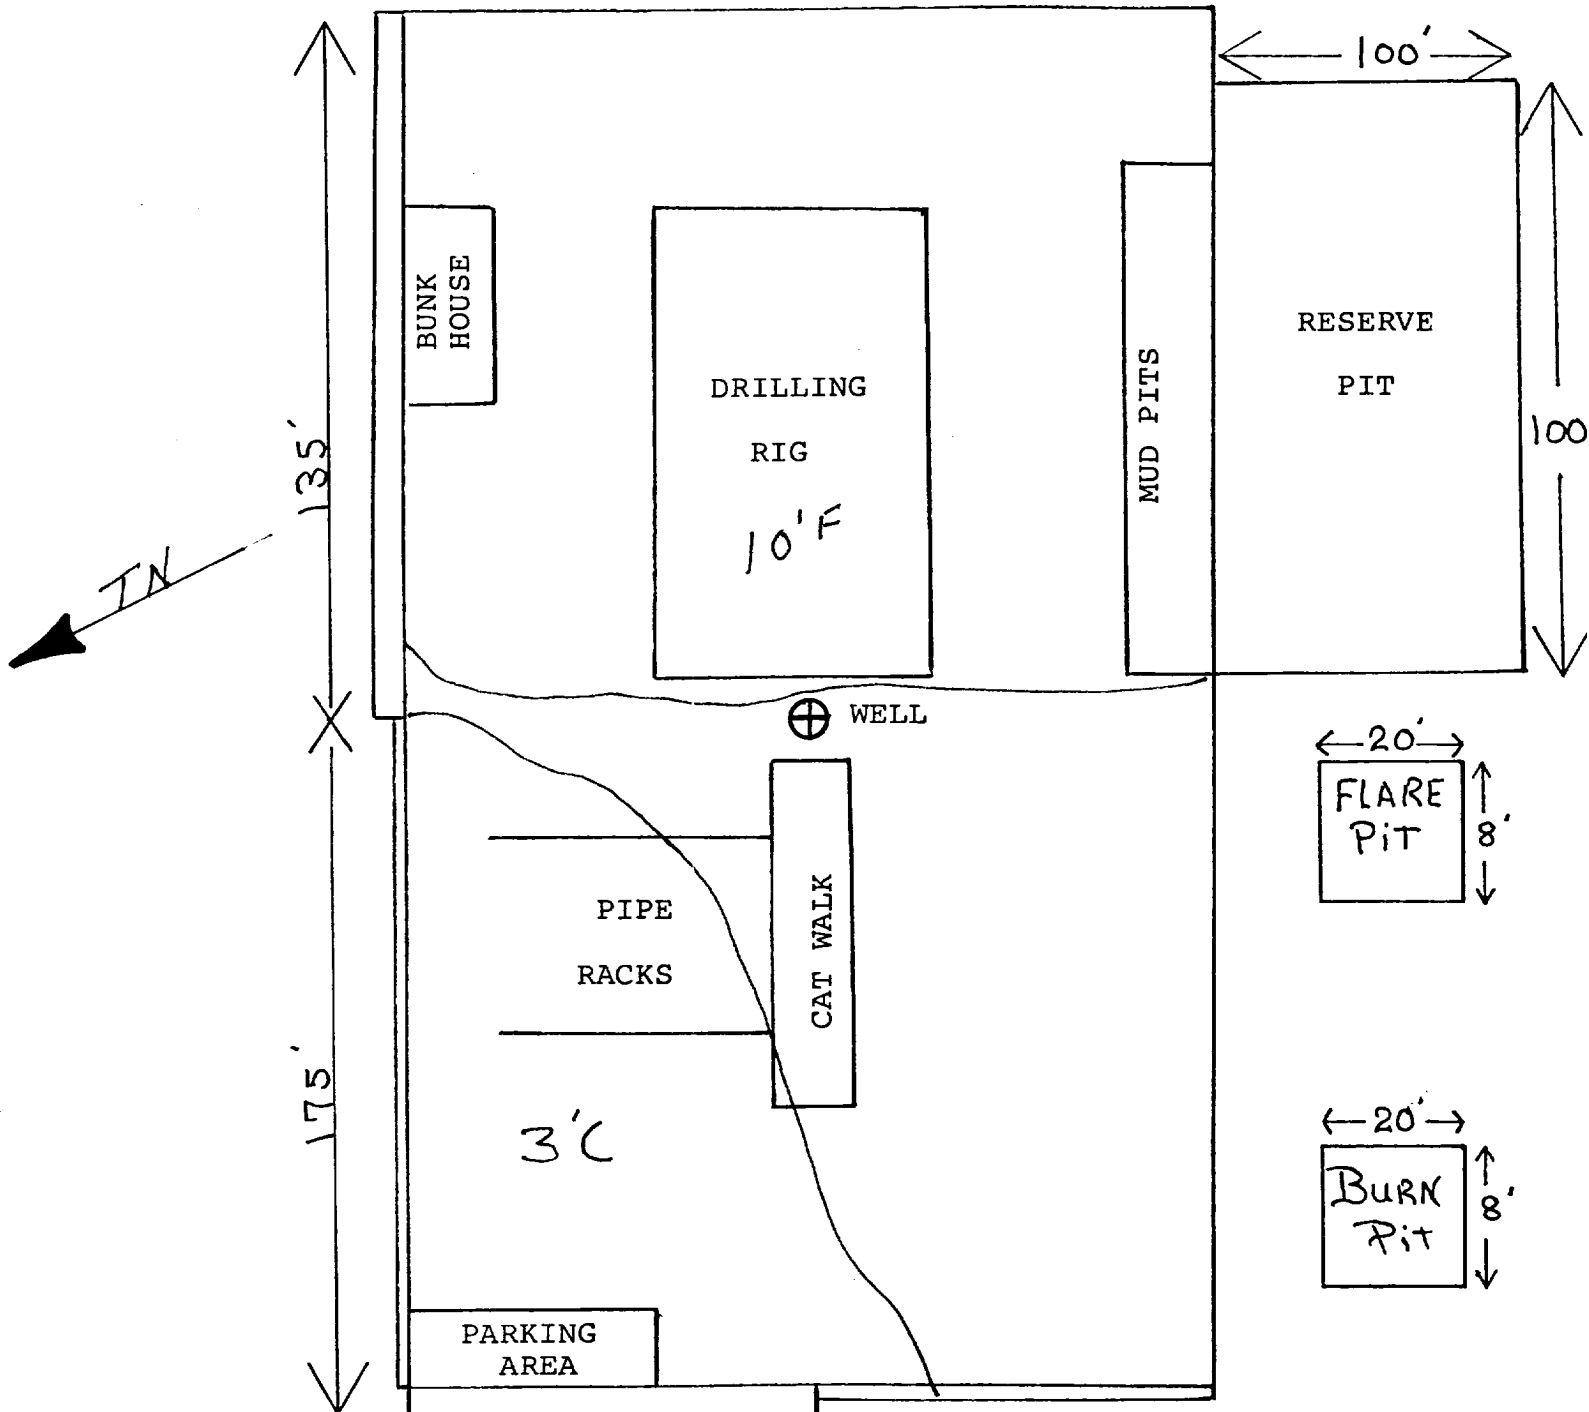 100'
BUNK
HOUSE
DRILLING
RIG
10'F
MUD PITS
RESERVE
PIT
100
135'
WELL
20'
FLARE
PiT
8'
PIPE
RACKS
CAT WALK
175'
3'C
20'
BURN
PiT
8'
PARKING
AREA